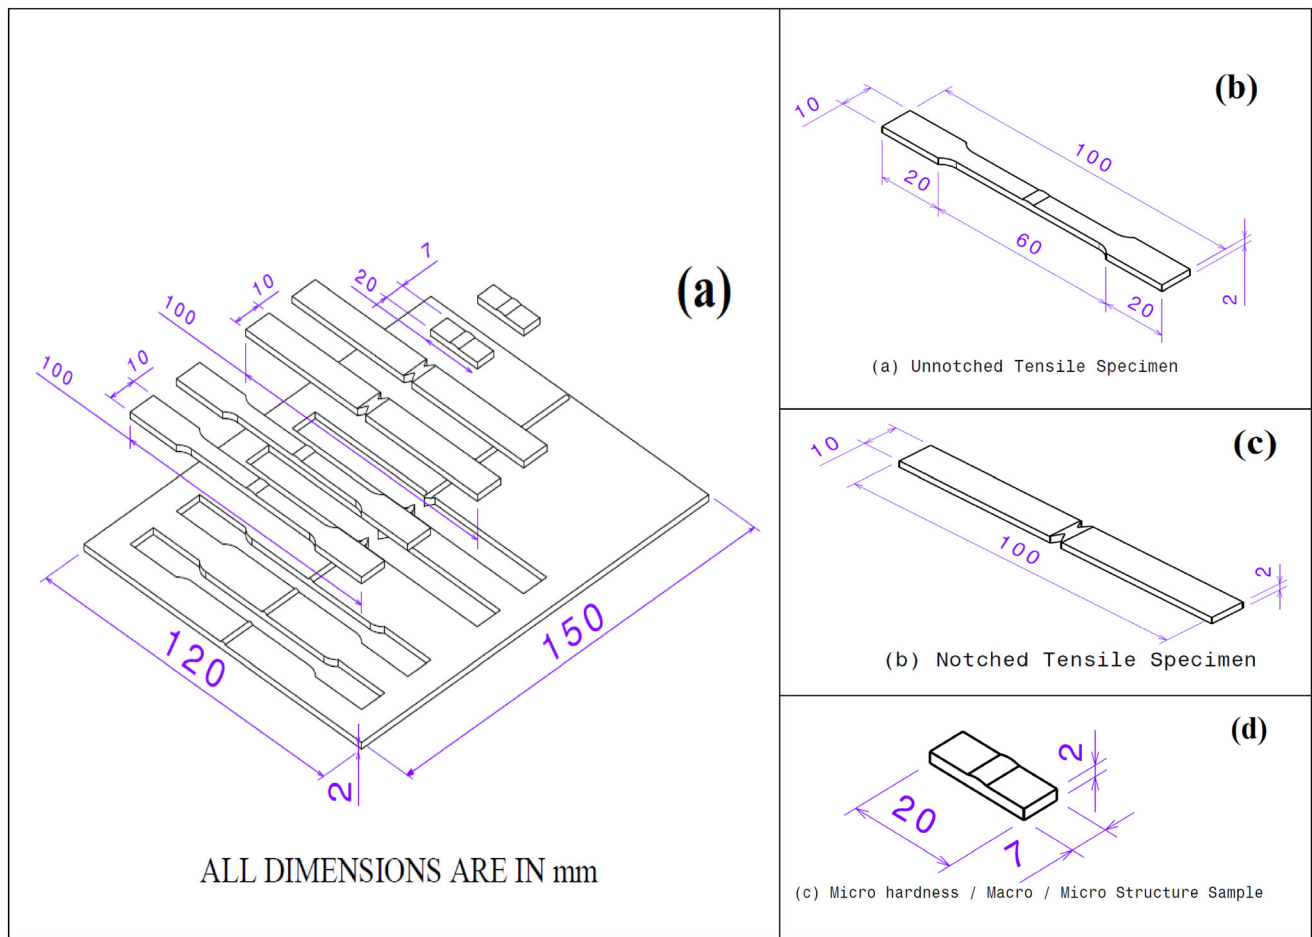 (a)
7
20
10
100
10
100
120
150
2
ALL DIMENSIONS ARE IN mm
(b)
10
100
20
60
20
2
(a) Unnotched Tensile Specimen
(c)
10
100
2
(b) Notched Tensile Specimen
(d)
2
20
7
(c) Micro hardness / Macro / Micro Structure Sample